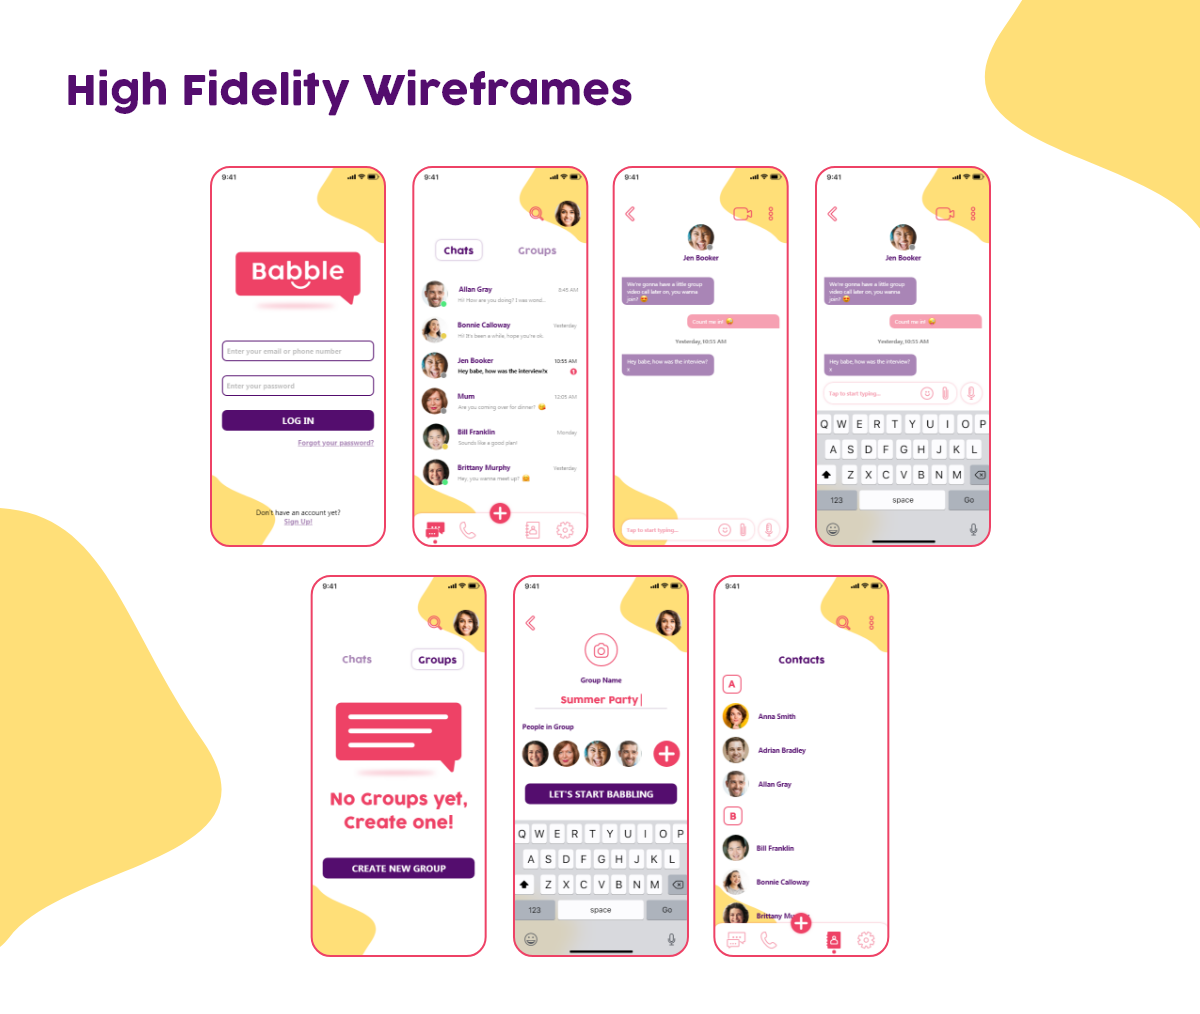 High Fidelity Wireframes
9:41
Babble
Enter your email or phone number
Enter your password
LOG IN
Forgot your password?
Don't have an account yet?
Sign Up!
9:41
Chats
Groups
Allan Gray
8:45 AM
Hi! How are you doing? I was wond...
Bonnie Calloway
Yesterday
Hi! It's been a while, hope you're ok
Jen Booker
10:55 AM
Hey babe, how was the interview?x
1
Mum
12:05 AM
Are you coming over for dinner? 😋
Bill Franklin
Monday
Sounds like a good plan!
Brittany Murphy
Yesterday
Hey, you wanna meet up? 😊
9:41
Jen Booker
We're gonna have a little group
video call later on, you wanna
join? 😍
Count me in!
Yesterday, 10:55 AM
Hey babe, how was the interview?
x
Tap to start typing...
9:41
Jen Booker
We're gonna have a little group
video call later on, you wanna
join? 😍
Count me in!
Yesterday, 10:55 AM
Hey babe, how was the interview?
x
Tap to start typing...
Q W E R T Y U I O P
A S D F G H J K L
Z X C V B N M
123 space Go
9:41
Chats
Groups
No Groups yet,
Create one!
CREATE NEW GROUP
9:41
Group Name
Summer Party
People in Group
LET'S START BABBLING
Q W E R T Y U I O P
A S D F G H J K L
Z X C V B N M
123 space Go
9:41
Contacts
A
Anna Smith
Adrian Bradley
Allan Gray
B
Bill Franklin
Bonnie Calloway
Brittany